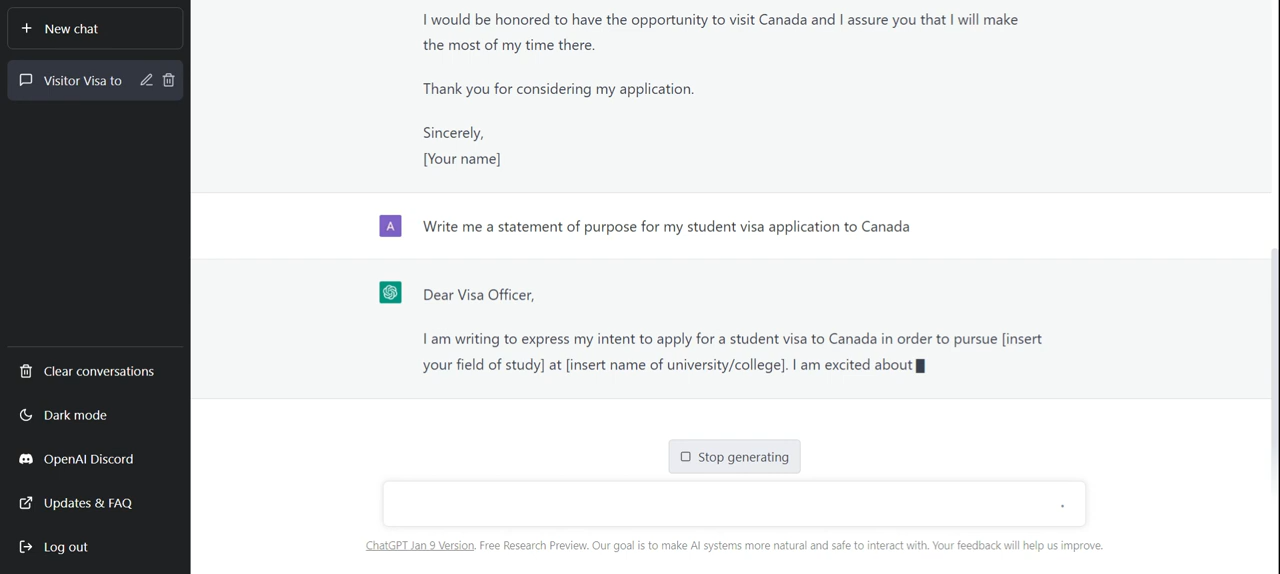 New chat
Visitor Visa to
Clear conversations
Dark mode
OpenAI Discord
Updates & FAQ
Log out
I would be honored to have the opportunity to visit Canada and I assure you that I will make
the most of my time there.
Thank you for considering my application.
Sincerely,
[Your name]
A
Write me a statement of purpose for my student visa application to Canada
Dear Visa Officer,
I am writing to express my intent to apply for a student visa to Canada in order to pursue [insert
your field of study] at [insert name of university/college]. I am excited about
Stop generating
ChatGPT Jan 9 Version. Free Research Preview. Our goal is to make AI systems more natural and safe to interact with. Your feedback will help us improve.